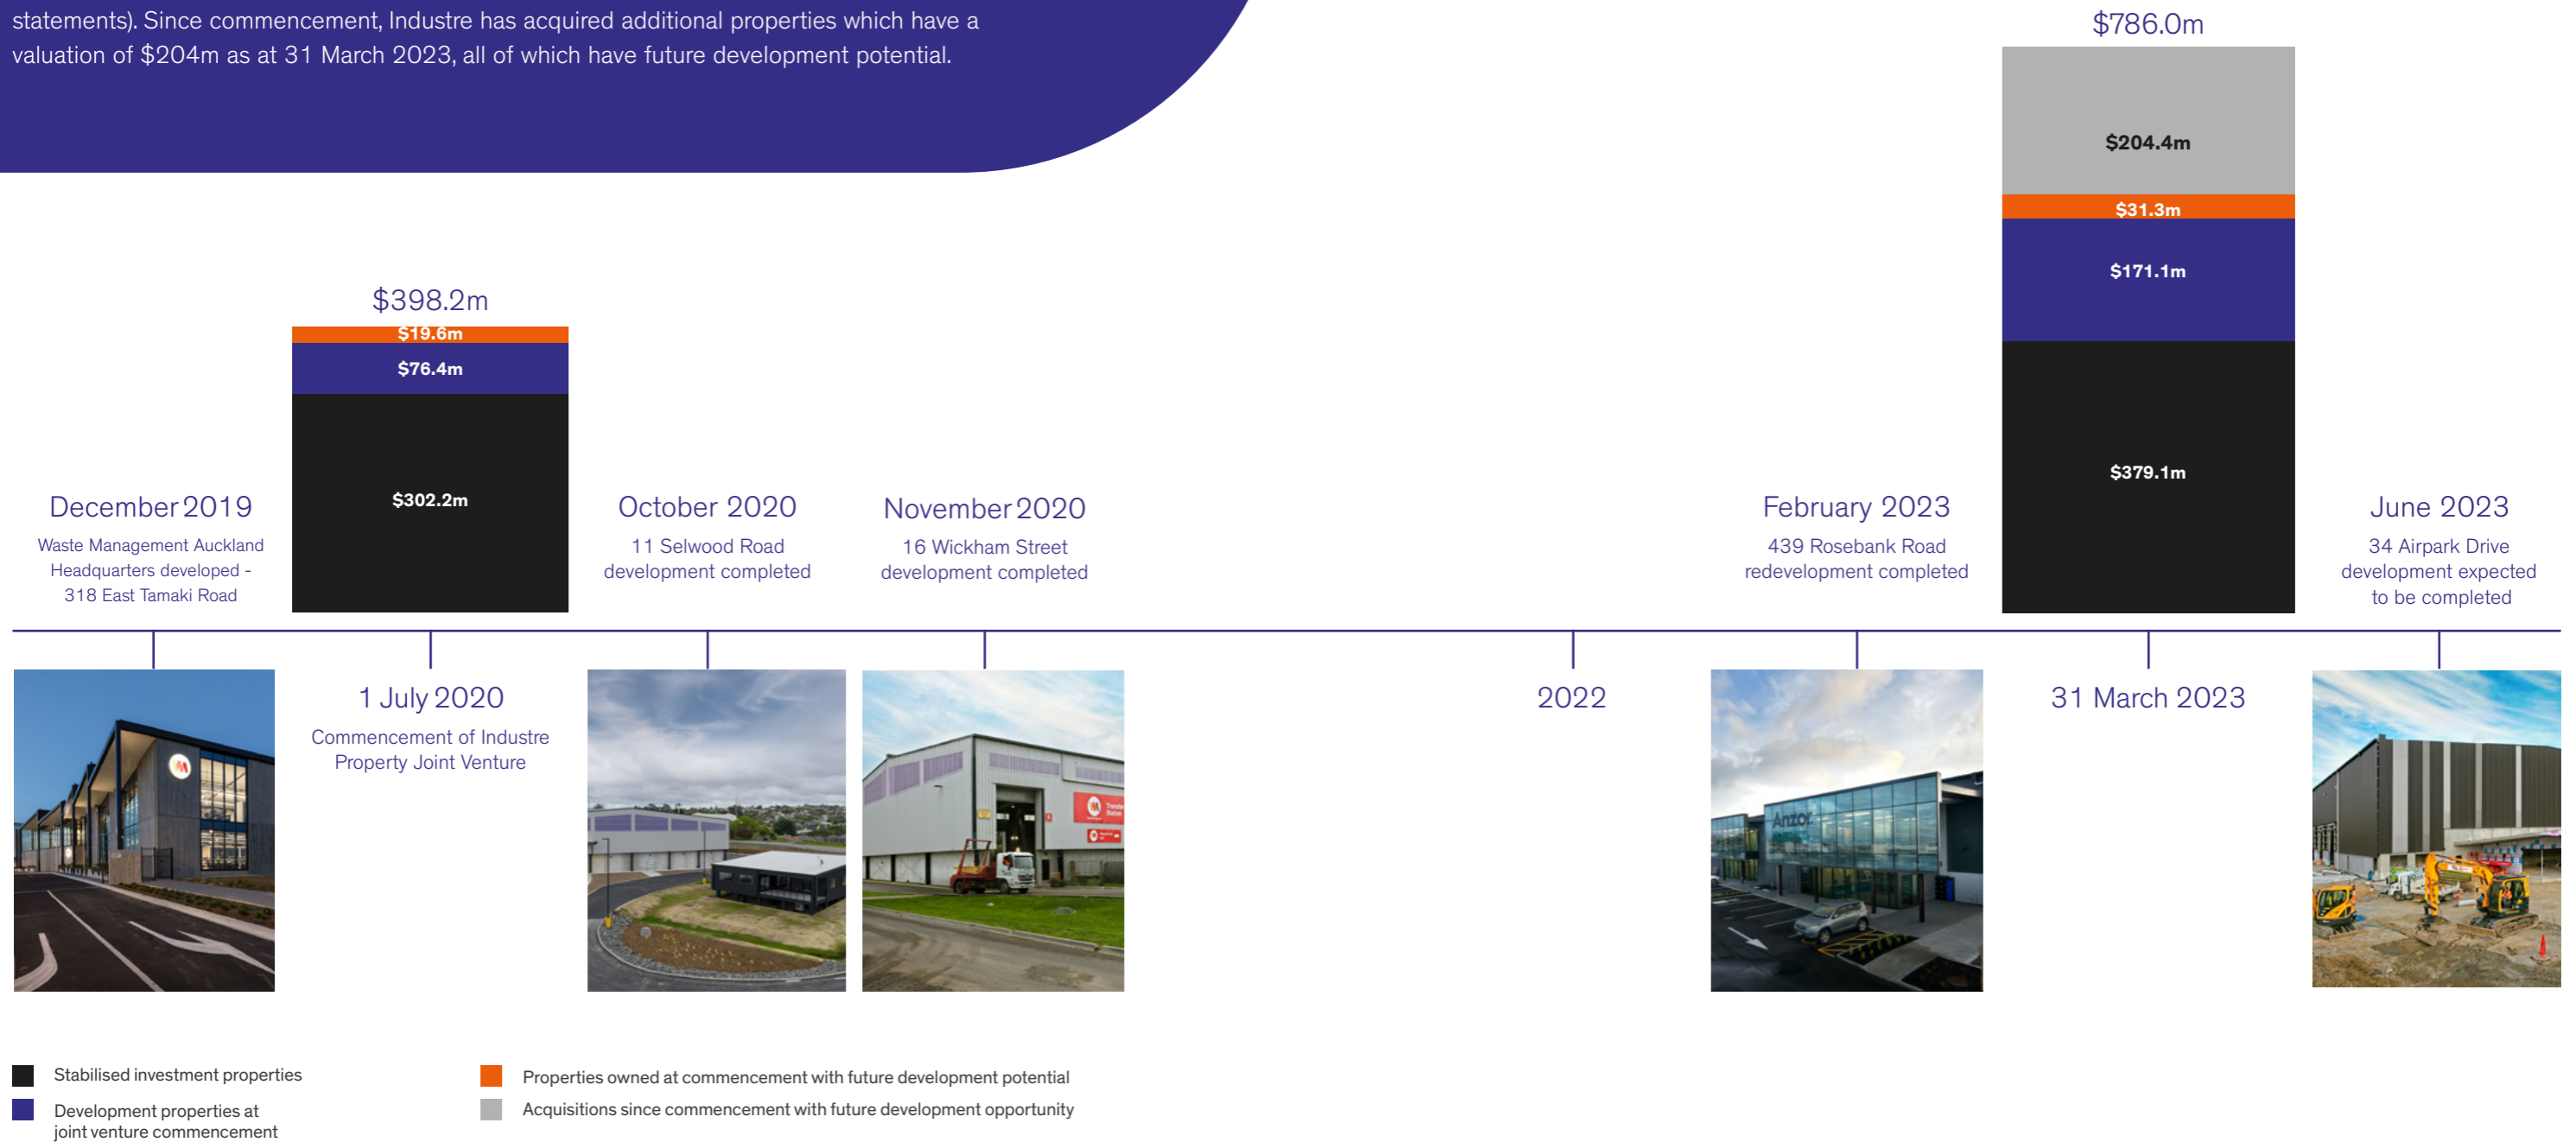 statements). Since commencement, Industre has acquired additional properties which have a
valuation of $204m as at 31 March 2023, all of which have future development potential.
$786.0m
$204.4m
$31.3m
$171.1m
$379.1m
$398.2m
$19.6m
$76.4m
$302.2m
December 2019
Waste Management Auckland
Headquarters developed -
318 East Tamaki Road
October 2020
11 Selwood Road
development completed
November 2020
16 Wickham Street
development completed
February 2023
439 Rosebank Road
redevelopment completed
June 2023
34 Airpark Drive
development expected
to be completed
1 July 2020
Commencement of Industre
Property Joint Venture
2022
31 March 2023
Transfer
Station
Anzor
Stabilised investment properties
Development properties at
joint venture commencement
Properties owned at commencement with future development potential
Acquisitions since commencement with future development opportunity